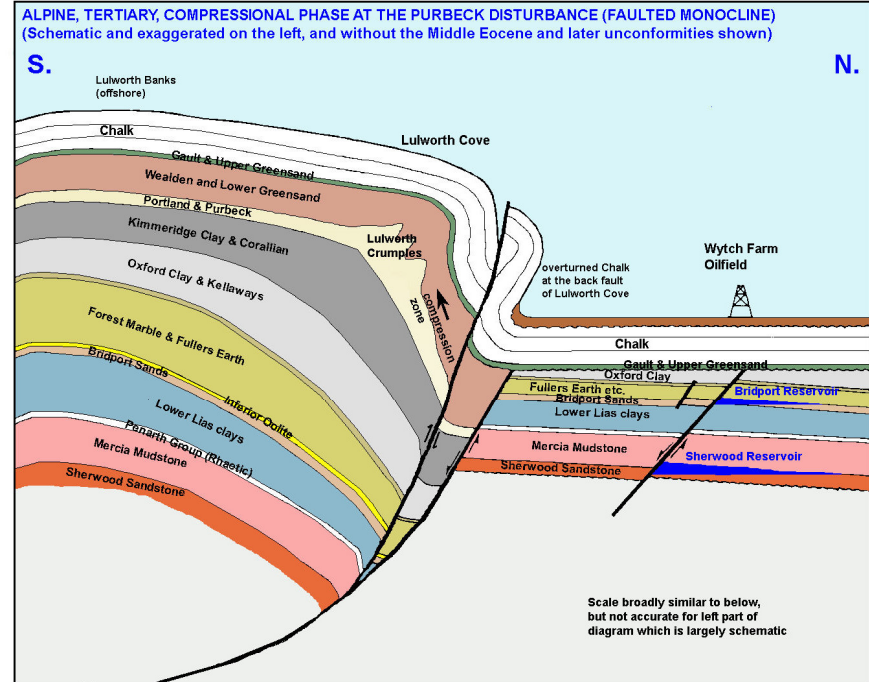 ALPINE, TERTIARY, COMPRESSIONAL PHASE AT THE PURBECK DISTURBANCE (FAULTED MONOCLINE)
(Schematic and exaggerated on the left, and without the Middle Eocene and later unconformities shown)
S.
N.
Lulworth Banks
(offshore)
Chalk
Lulworth Cove
Gault & Upper Greensand
Wealden and Lower Greensand
Portland & Purbeck
Kimmeridge Clay & Corallian
Lulworth
Crumples
Oxford Clay & Kellaways
compression
zone
Forest Marble & Fullers Earth
Bridport Sands
Inferior Oolite
Lower Lias clays
Penarth Group (Rhaetic)
Mercia Mudstone
Sherwood Sandstone
overturned Chalk
at the back fault
of Lulworth Cove
Wytch Farm
Oilfield
Chalk
Gault & Upper Greensand
Oxford Clay
Fullers Earth etc.
Bridport Sands
Lower Lias clays
Bridport Reservoir
Mercia Mudstone
Sherwood Sandstone
Sherwood Reservoir
Scale broadly similar to below,
but not accurate for left part of
diagram which is largely schematic